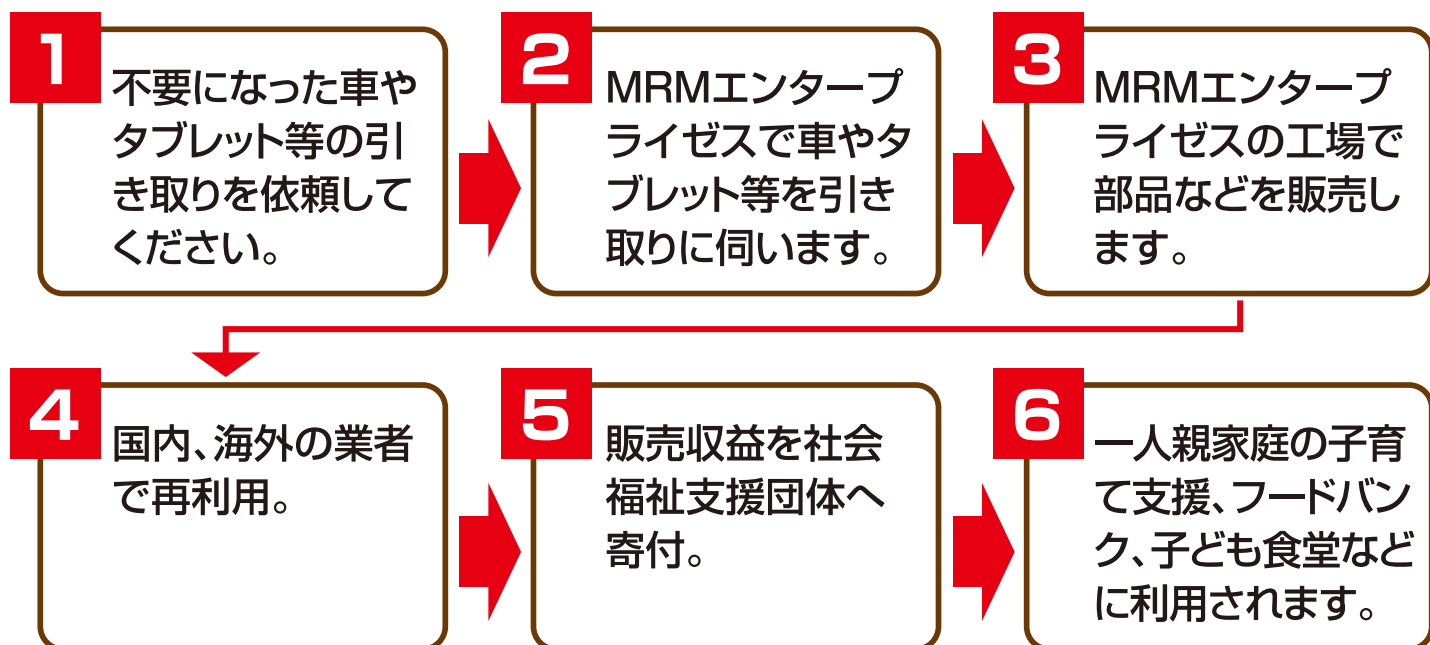 1
不要になった車や
タブレット等の引
き取りを依頼して
ください。
2
MRMエンタープ
ライゼスで車やタ
ブレット等を引き
取りに伺います。
3
MRMエンタープ
ライゼスの工場で
部品などを販売し
ます。
4
国内、海外の業者
で再利用。
5
販売収益を社会
福祉支援団体へ
寄付。
6
一人親家庭の子育
て支援、フードバン
ク、子ども食堂など
に利用されます。